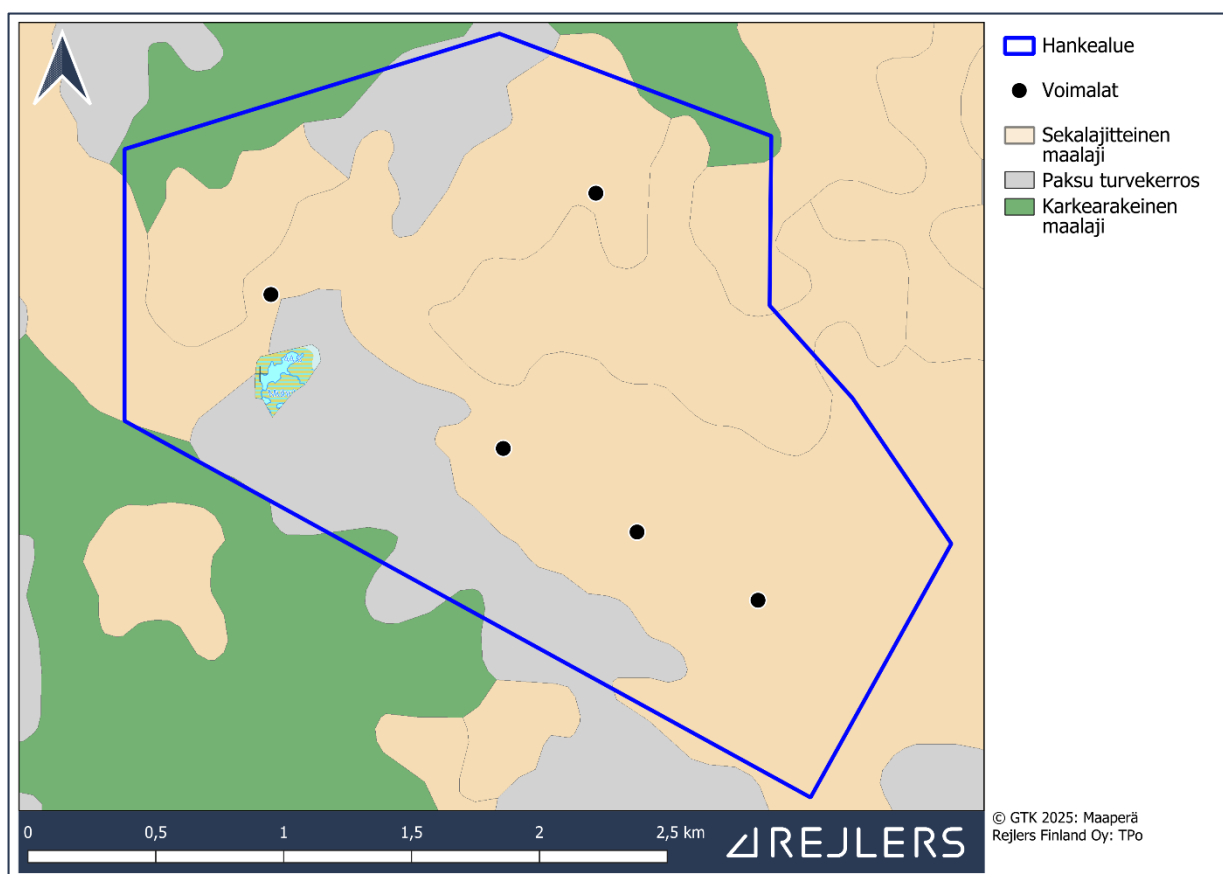 Hankealue
Voimalat
Sekalajitteinen
maalaji
Paksu turvekerros
Karkearakeinen
maalaji
© GTK 2025: Maaperä
Rejlers Finland Oy: TPo
0 0,5 1 1,5 2 2,5 km
REJLERS